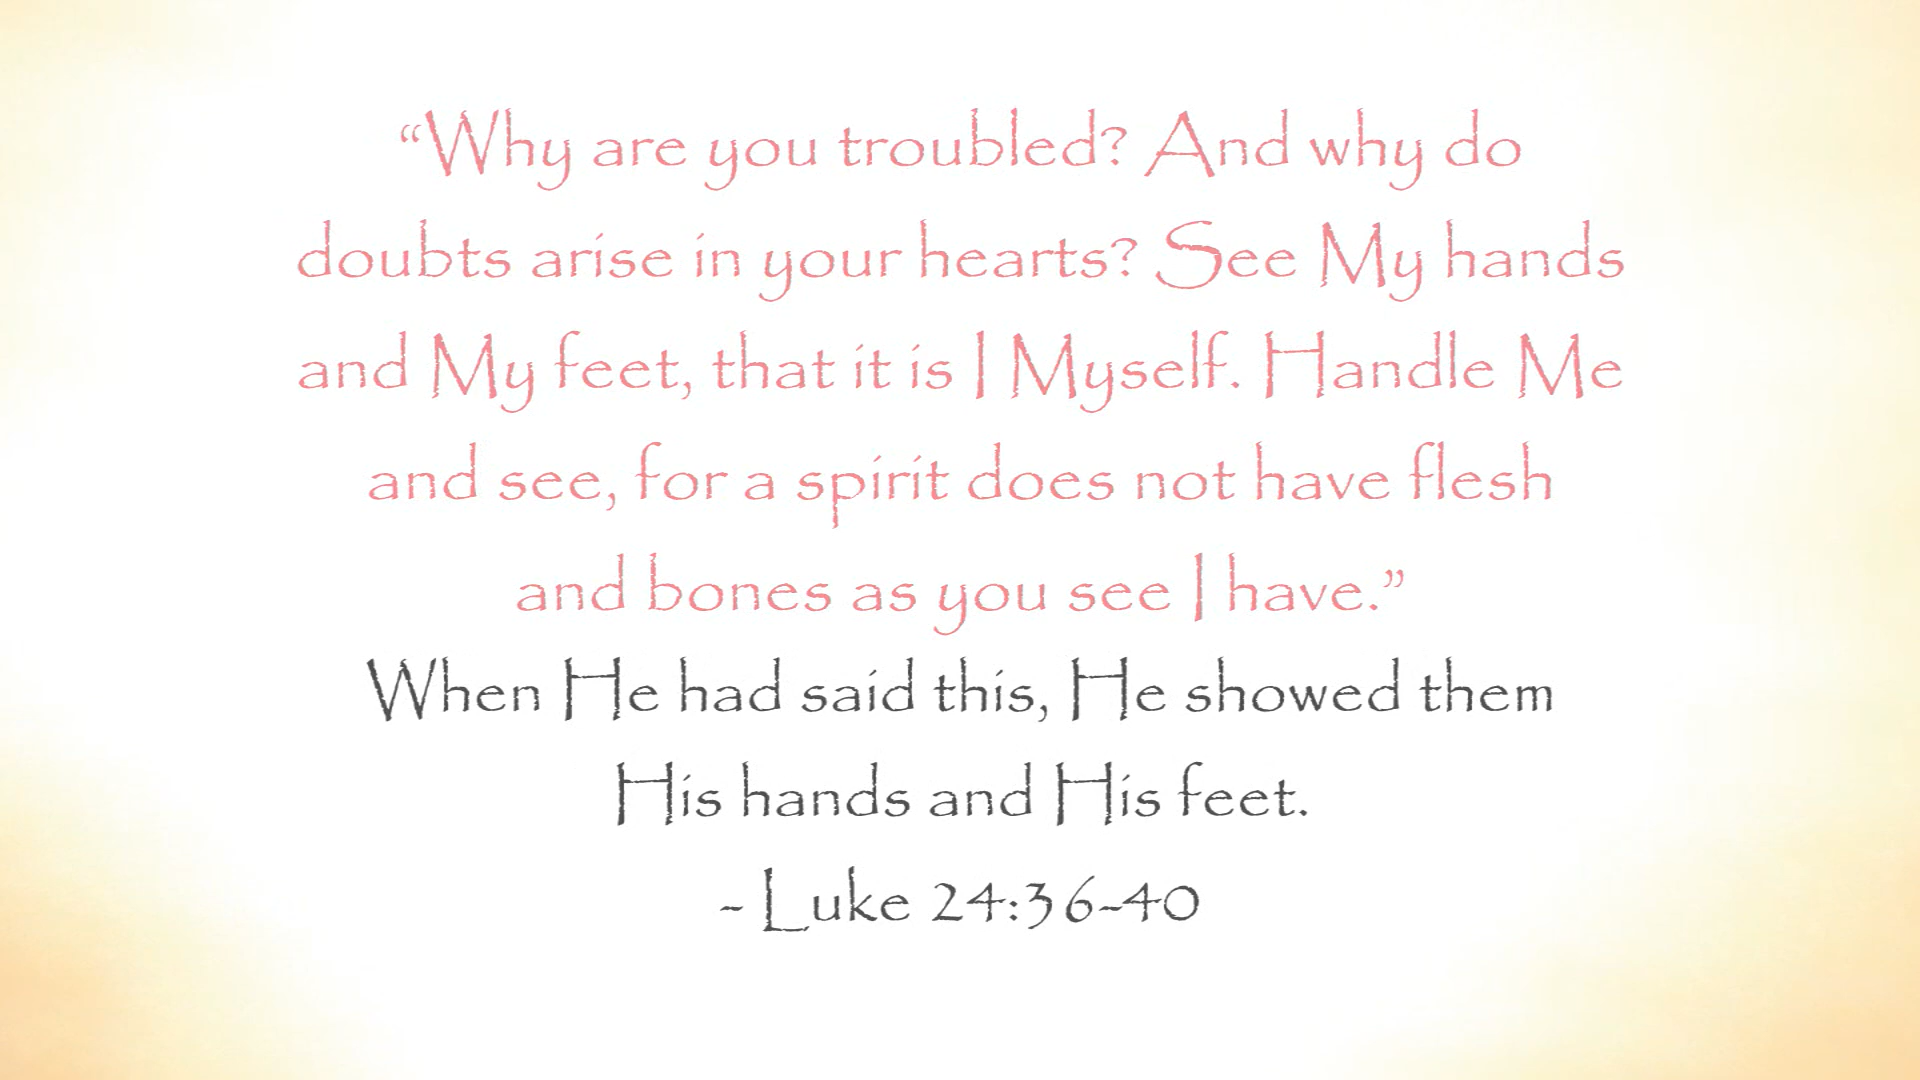 “Why are you troubled? And why do
doubts arise in your hearts? See My hands
and My feet, that it is I Myself. Handle Me
and see, for a spirit does not have flesh
and bones as you see I have.”
When He had said this, He showed them
His hands and His feet.
- Luke 24:36-40